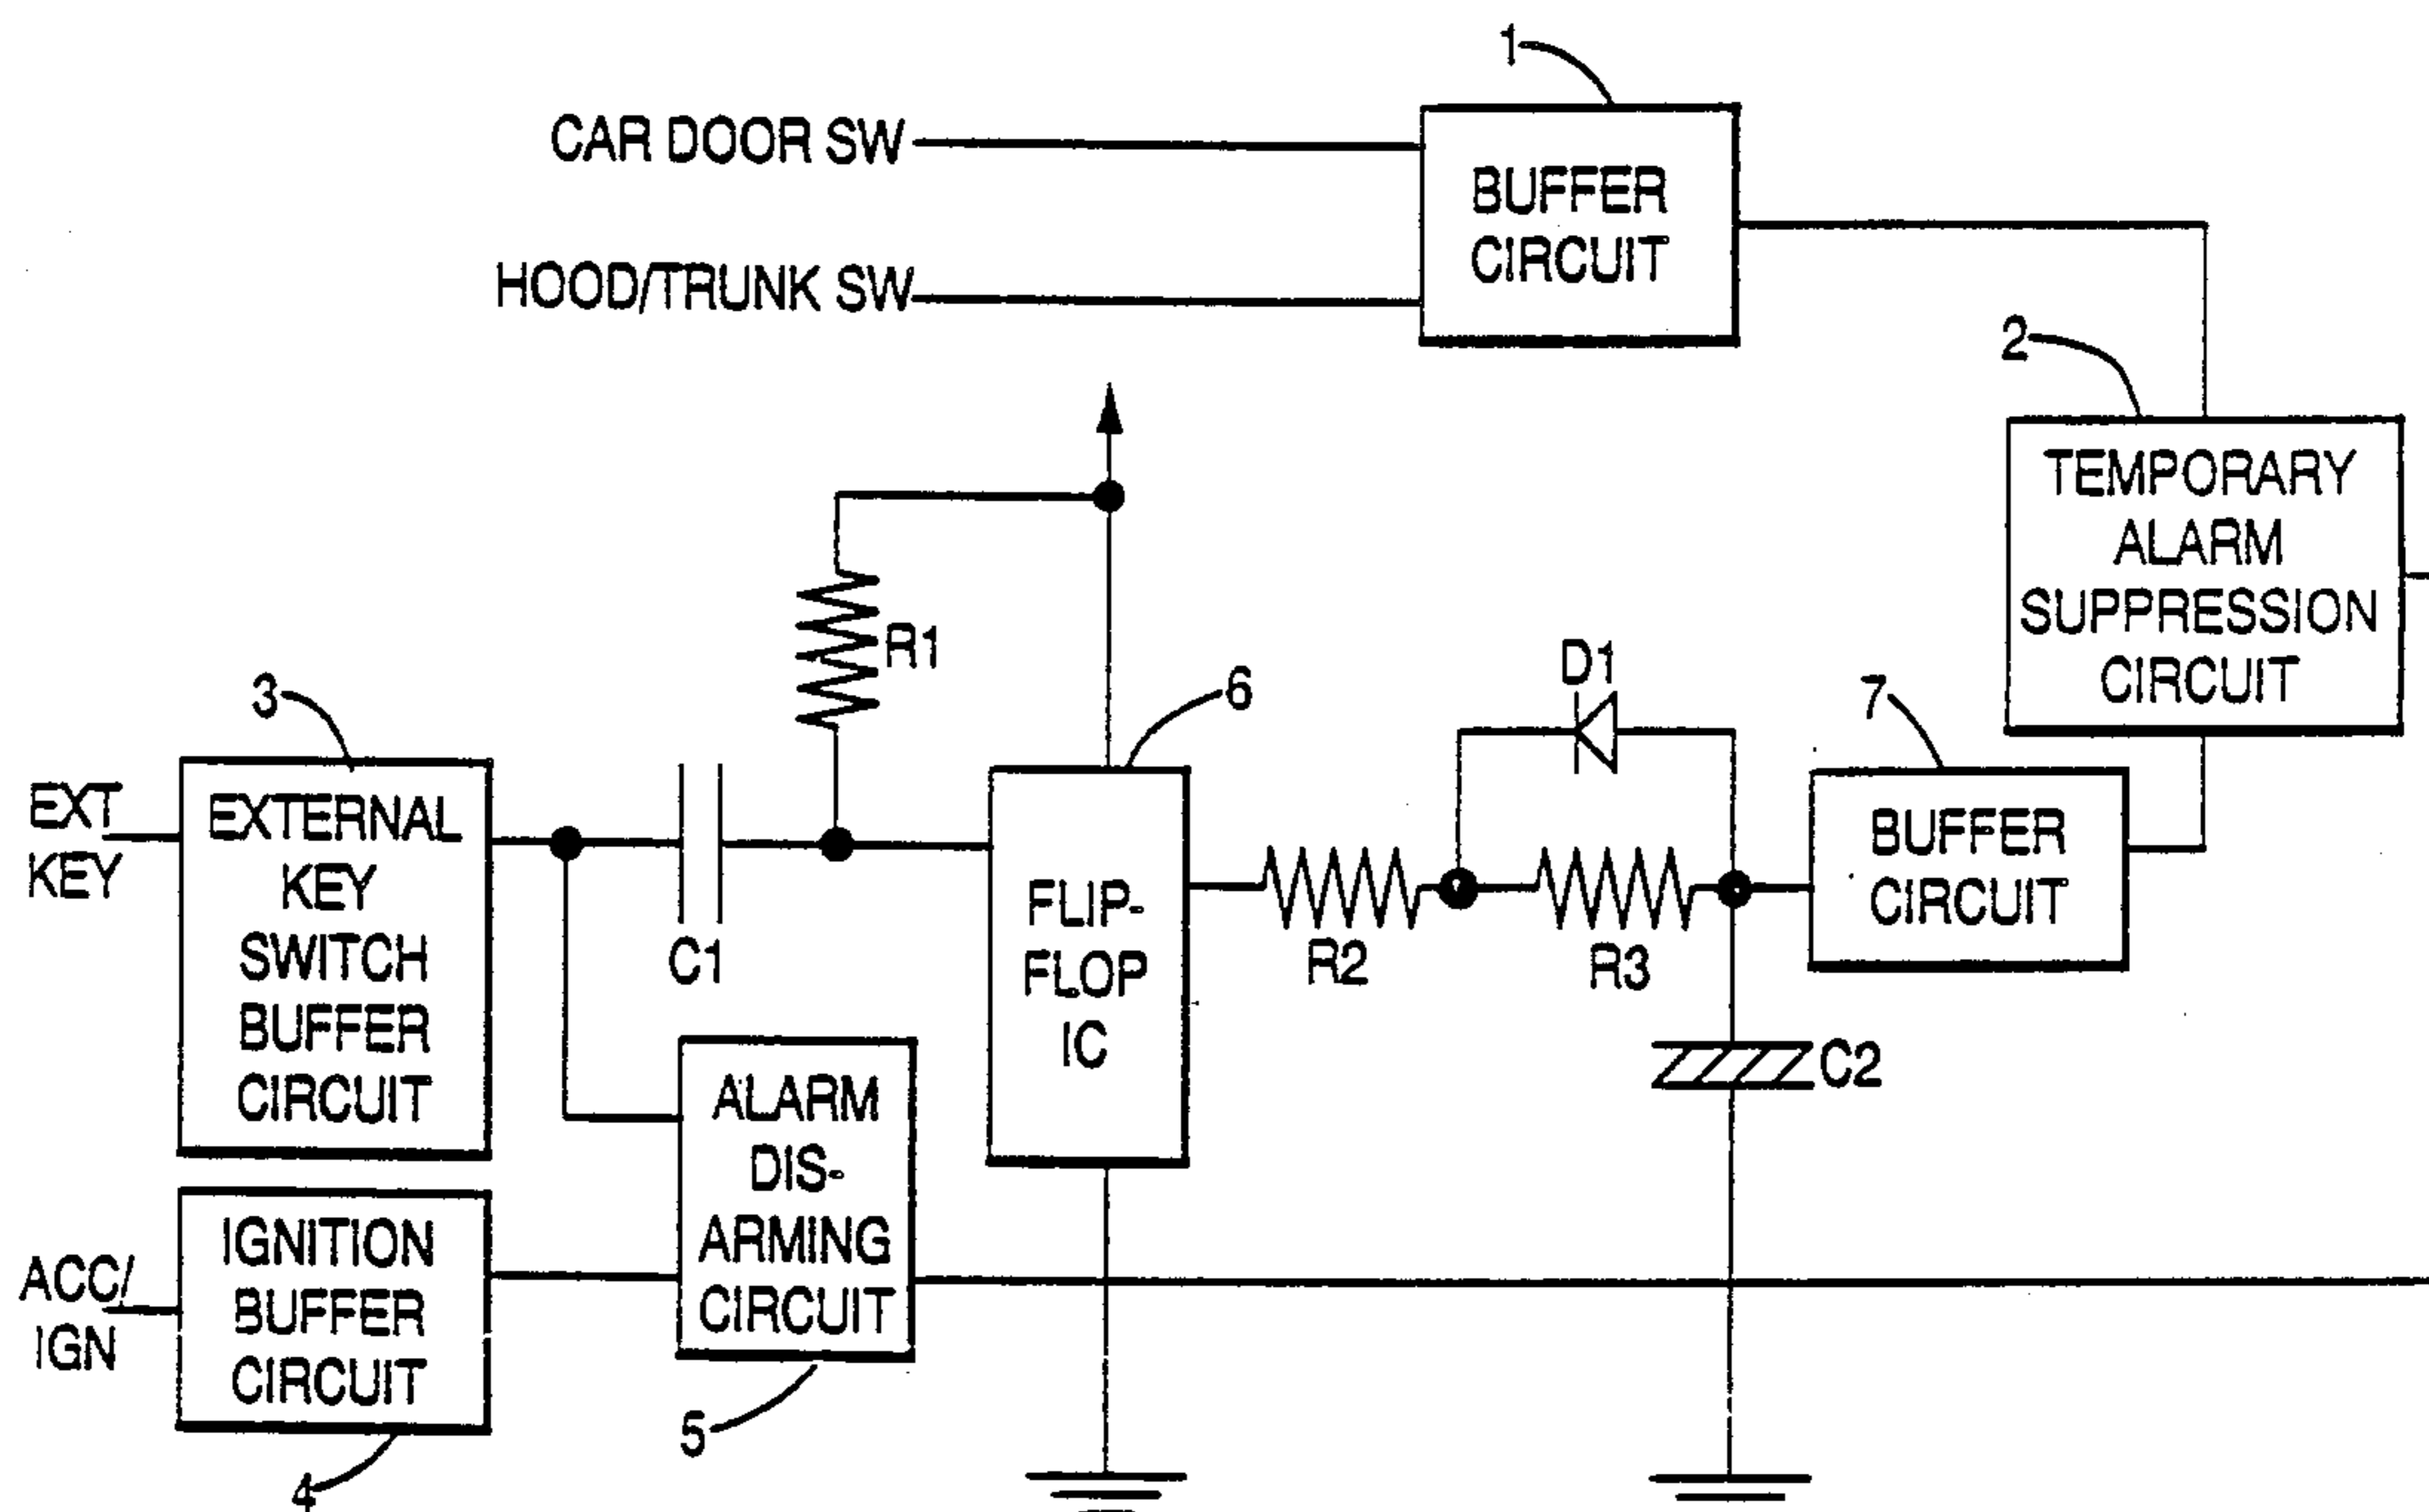 1
CAR DOOR SW
BUFFER
CIRCUIT
HOOD/TRUNK SW
2
TEMPORARY
ALARM
SUPPRESSION
CIRCUIT
R1
D1
3
6
7
EXT
KEY
EXTERNAL
KEY
SWITCH
BUFFER
CIRCUIT
C1
FLIP-
FLOP
IC
R2
R3
BUFFER
CIRCUIT
C2
ALARM
DIS-
ARMING
CIRCUIT
ACC/
IGN
IGNITION
BUFFER
CIRCUIT
5
4